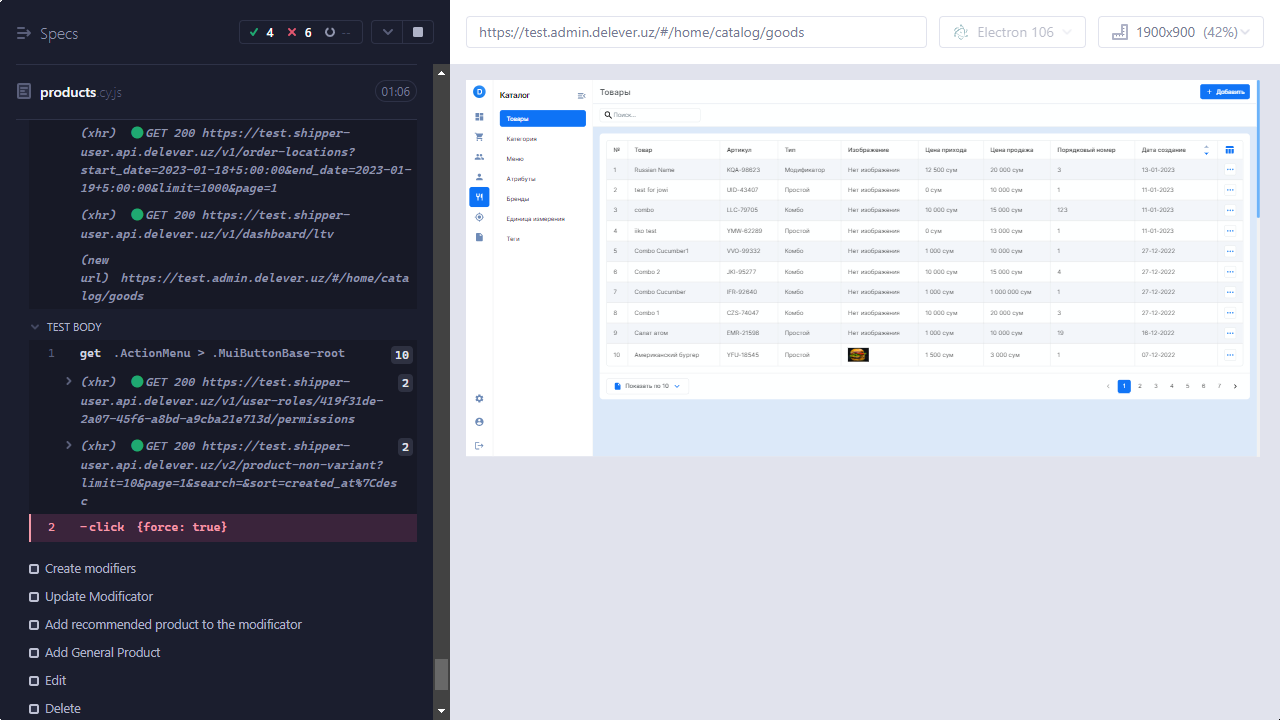 Specs
4 6 --
products.cy.js 01:06
(xhr) GET 200 https://test.shipper-
user.api.delever.uz/v1/order-locations?
start_date=2023-01-18+5:00:00&end_date=2023-01-
19+5:00:00&limit=1000&page=1
(xhr) GET 200 https://test.shipper-
user.api.delever.uz/v1/dashboard/ltv
(new
url) https://test.admin.delever.uz/#/home/cata
log/goods
TEST BODY
1 get .ActionMenu > .MuiButtonBase-root 10
(xhr) GET 200 https://test.shipper- 2
user.api.delever.uz/v1/user-roles/419f31de-
2a07-45f6-a8bd-a9cba21e713d/permissions
(xhr) GET 200 https://test.shipper- 2
user.api.delever.uz/v2/product-non-variant?
limit=10&page=1&search=&sort=created_at%7Cdes
c
2 -click {force: true}
Create modifiers
Update Modificator
Add recommended product to the modificator
Add General Product
Edit
Delete
https://test.admin.delever.uz/#/home/catalog/goods
Electron 106
1900x900 (42%)
D
Каталог
Товары
Категория
Меню
Атрибуты
Бренды
Единица измерения
Теги
Товары
+ Добавить
Поиск...
№ Товар Артикул Тип Изображение Цена прихода Цена продажа Порядковый номер Дата создание
1 Russian Name KQA-98623 Модификатор Нет изображения 12 500 сум 20 000 сум 3 13-01-2023
2 test for jowi UID-43407 Простой Нет изображения 0 сум 10 000 сум 1 11-01-2023
3 combo LLC-79705 Комбо Нет изображения 10 000 сум 15 000 сум 123 11-01-2023
4 iiko test YMW-62289 Простой Нет изображения 0 сум 13 000 сум 1 11-01-2023
5 Combo Cucumber1 VVO-99332 Комбо Нет изображения 1 000 сум 10 000 сум 1 27-12-2022
6 Combo 2 JKI-95277 Комбо Нет изображения 10 000 сум 15 000 сум 4 27-12-2022
7 Combo Cucumber IFR-92640 Комбо Нет изображения 1 000 сум 1 000 000 сум 1 27-12-2022
8 Combo 1 CZS-74047 Комбо Нет изображения 10 000 сум 20 000 сум 3 27-12-2022
9 Салат атом EMR-21598 Простой Нет изображения 1 000 сум 10 000 сум 19 16-12-2022
10 Американский бургер YFU-18545 Простой 1 500 сум 3 000 сум 1 07-12-2022
Показать по 10
1 2 3 4 5 6 7